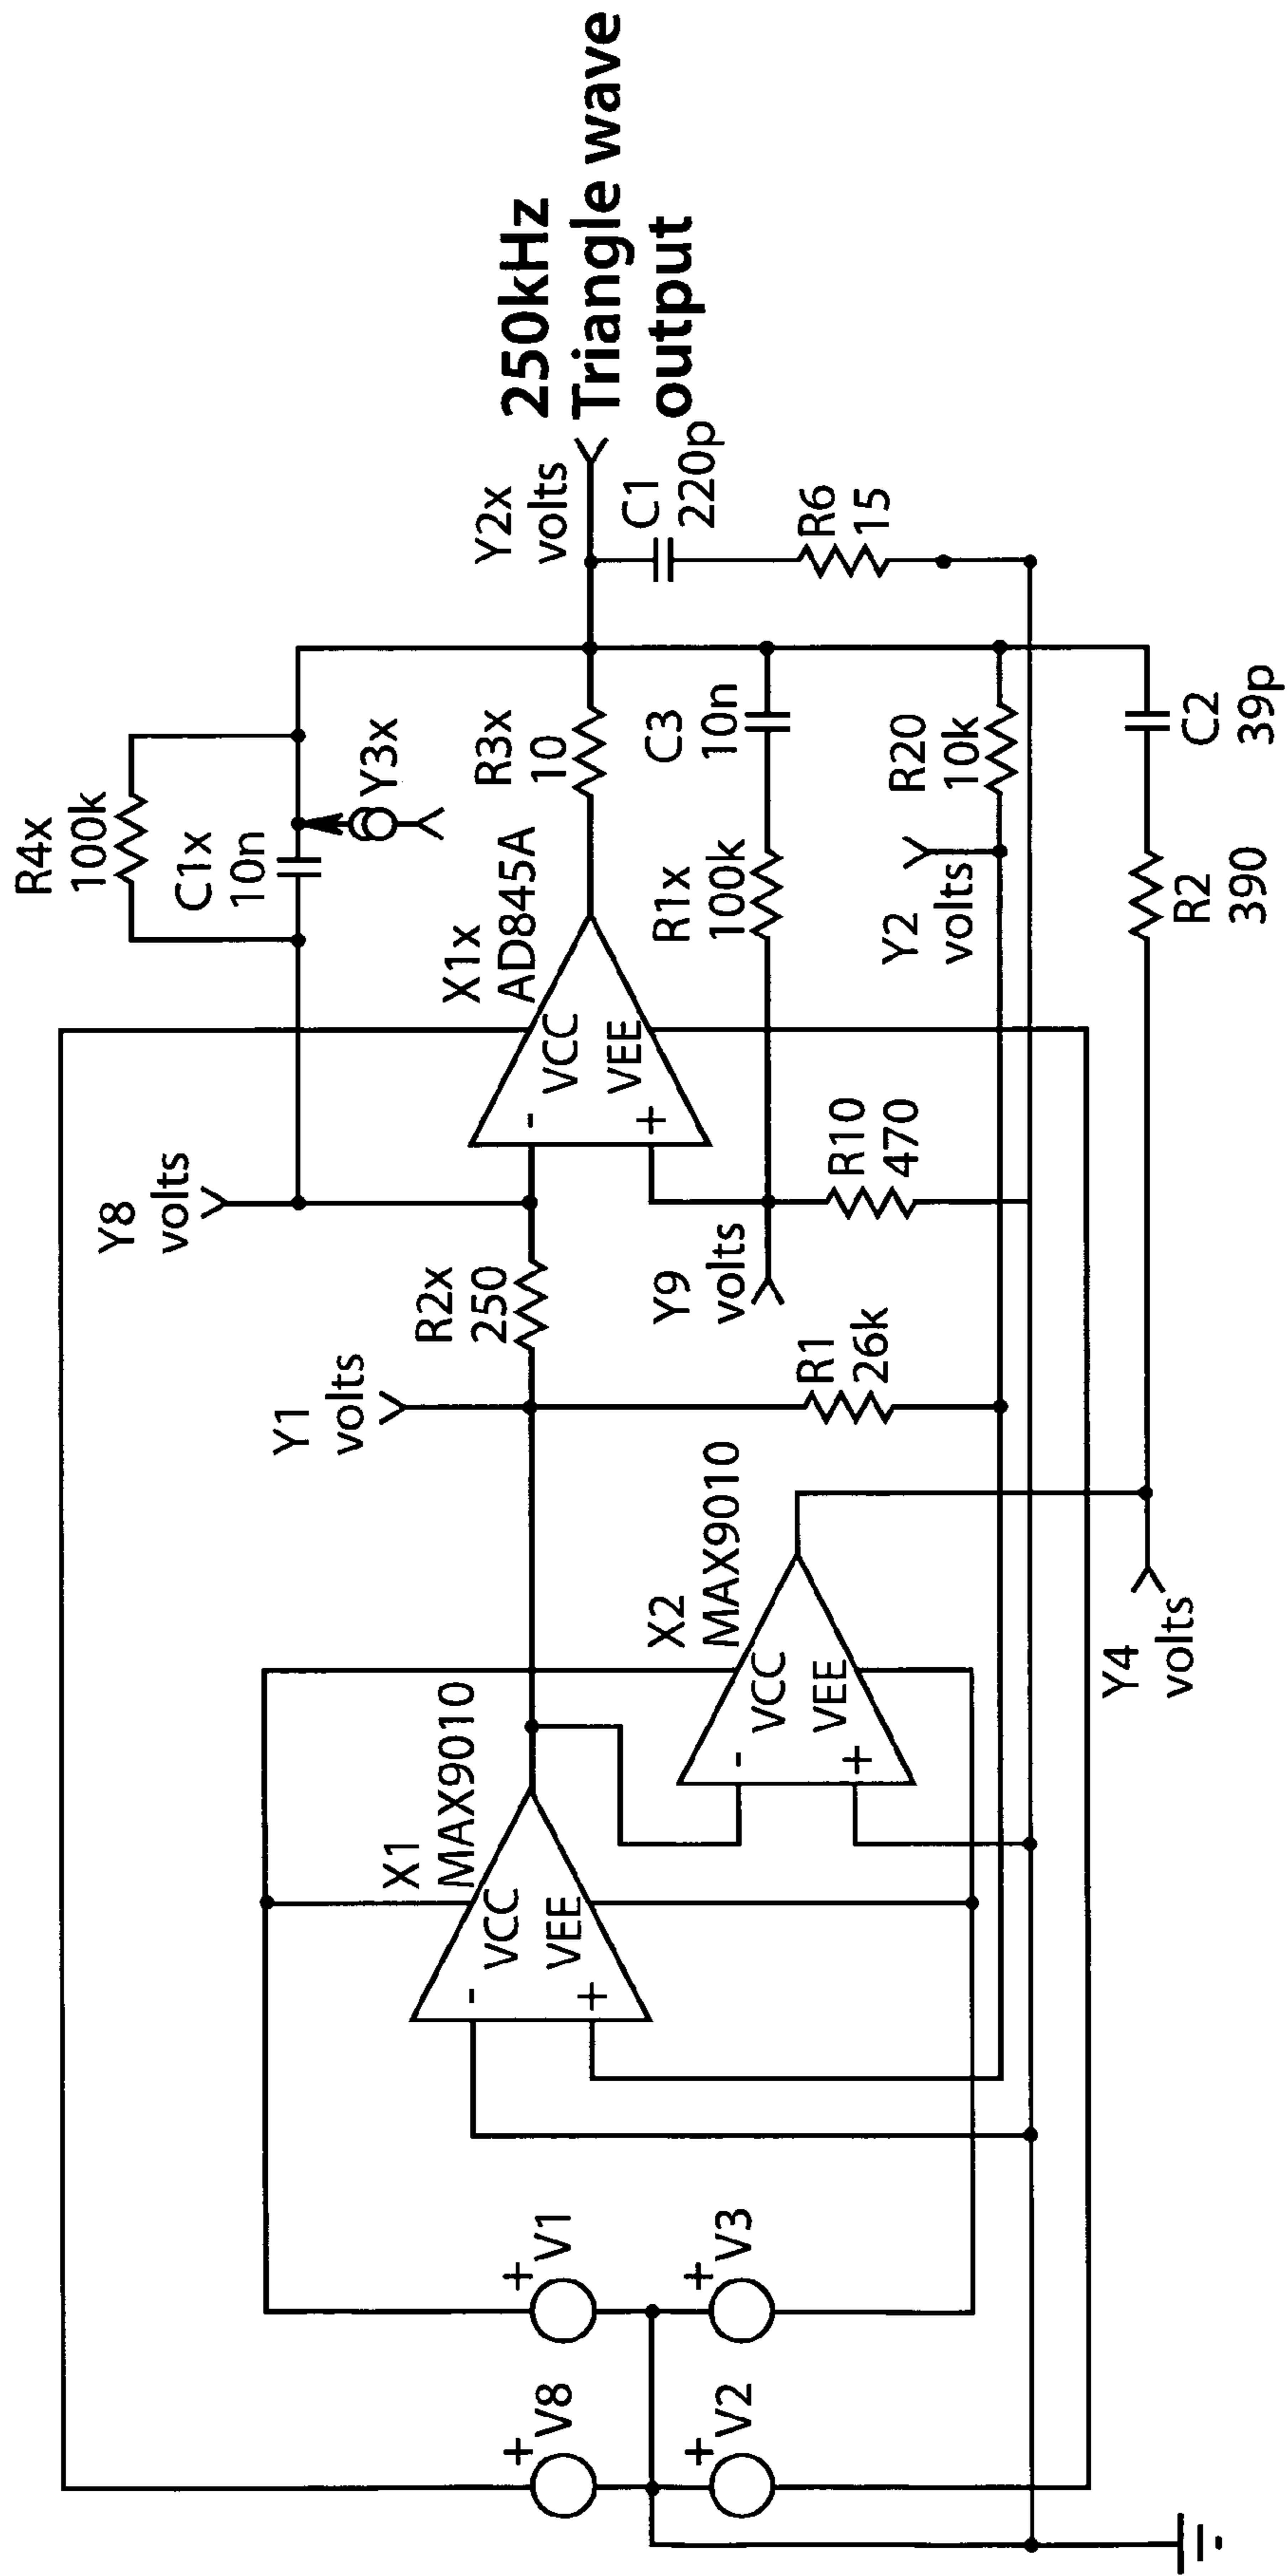 R4x
100k
C1x
10n
Y3x
Y8
volts
X1x
AD845A
VCC
VEE
-
+
R3x
10
Y2x
volts
250kHz
Triangle wave
output
C1
220p
R6
15
C3
10n
R1x
100k
R20
10k
Y2
volts
C2
39p
R2
390
R10
470
Y9
volts
R2x
250
Y1
volts
R1
26k
X2
MAX9010
VCC
VEE
-
+
Y4
volts
X1
MAX9010
VCC
VEE
-
+
+
V1
+
V3
+
V8
+
V2